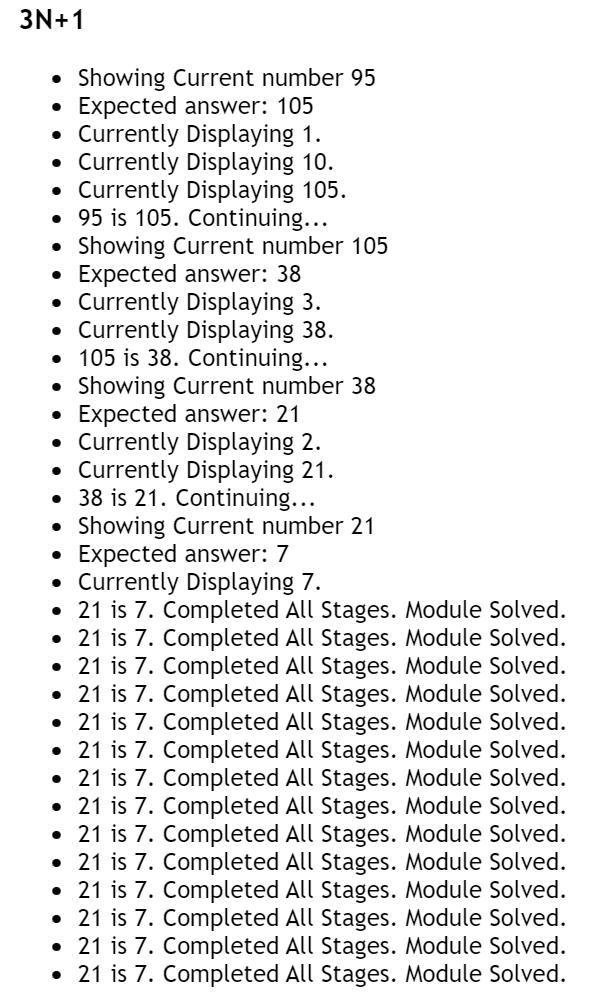 3N+1
• Showing Current number 95
• Expected answer: 105
• Currently Displaying 1.
• Currently Displaying 10.
• Currently Displaying 105.
• 95 is 105. Continuing...
• Showing Current number 105
• Expected answer: 38
• Currently Displaying 3.
• Currently Displaying 38.
• 105 is 38. Continuing...
• Showing Current number 38
• Expected answer: 21
• Currently Displaying 2.
• Currently Displaying 21.
• 38 is 21. Continuing...
• Showing Current number 21
• Expected answer: 7
• Currently Displaying 7.
• 21 is 7. Completed All Stages. Module Solved.
• 21 is 7. Completed All Stages. Module Solved.
• 21 is 7. Completed All Stages. Module Solved.
• 21 is 7. Completed All Stages. Module Solved.
• 21 is 7. Completed All Stages. Module Solved.
• 21 is 7. Completed All Stages. Module Solved.
• 21 is 7. Completed All Stages. Module Solved.
• 21 is 7. Completed All Stages. Module Solved.
• 21 is 7. Completed All Stages. Module Solved.
• 21 is 7. Completed All Stages. Module Solved.
• 21 is 7. Completed All Stages. Module Solved.
• 21 is 7. Completed All Stages. Module Solved.
• 21 is 7. Completed All Stages. Module Solved.
• 21 is 7. Completed All Stages. Module Solved.